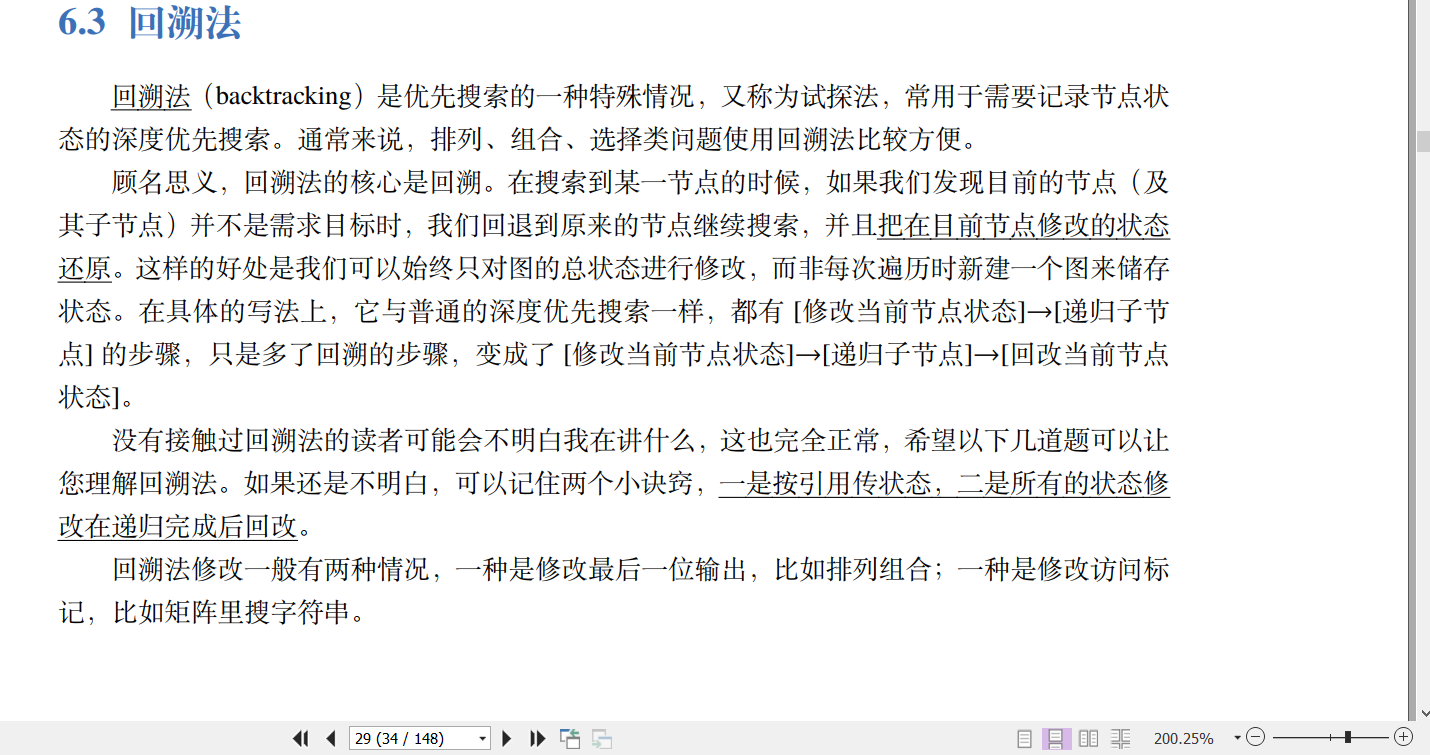 6.3 回溯法
回溯法（backtracking）是优先搜索的一种特殊情况，又称为试探法，常用于需要记录节点状
态的深度优先搜索。通常来说，排列、组合、选择类问题使用回溯法比较方便。
顾名思义，回溯法的核心是回溯。在搜索到某一节点的时候，如果我们发现目前的节点（及
其子节点）并不是需求目标时，我们回退到原来的节点继续搜索，并且把在目前节点修改的状态
还原。这样的好处是我们可以始终只对图的总状态进行修改，而非每次遍历时新建一个图来储存
状态。在具体的写法上，它与普通的深度优先搜索一样，都有 [修改当前节点状态]→[递归子节
点] 的步骤，只是多了回溯的步骤，变成了 [修改当前节点状态]→[递归子节点]→[回改当前节点
状态]。
没有接触过回溯法的读者可能会不明白我在讲什么，这也完全正常，希望以下几道题可以让
您理解回溯法。如果还是不明白，可以记住两个小诀窍，一是按引用传状态，二是所有的状态修
改在递归完成后回改。
回溯法修改一般有两种情况，一种是修改最后一位输出，比如排列组合；一种是修改访问标
记，比如矩阵里搜字符串。
29 (34 / 148)
200.25%